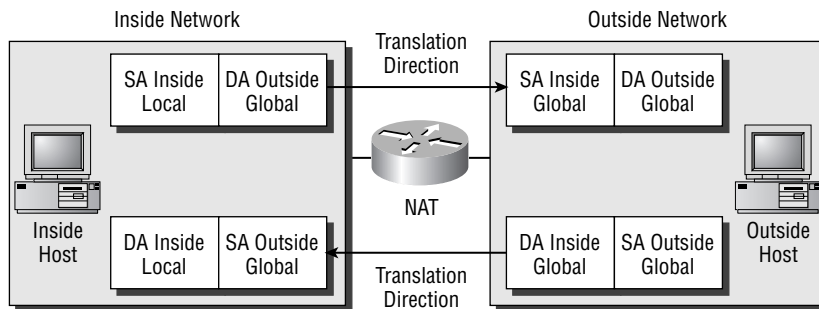 Inside Network
Outside Network
Translation
Direction
SA Inside
Local
DA Outside
Global
SA Inside
Global
DA Outside
Global
NAT
Inside
Host
Outside
Host
DA Inside
Local
SA Outside
Global
DA Inside
Global
SA Outside
Global
Translation
Direction